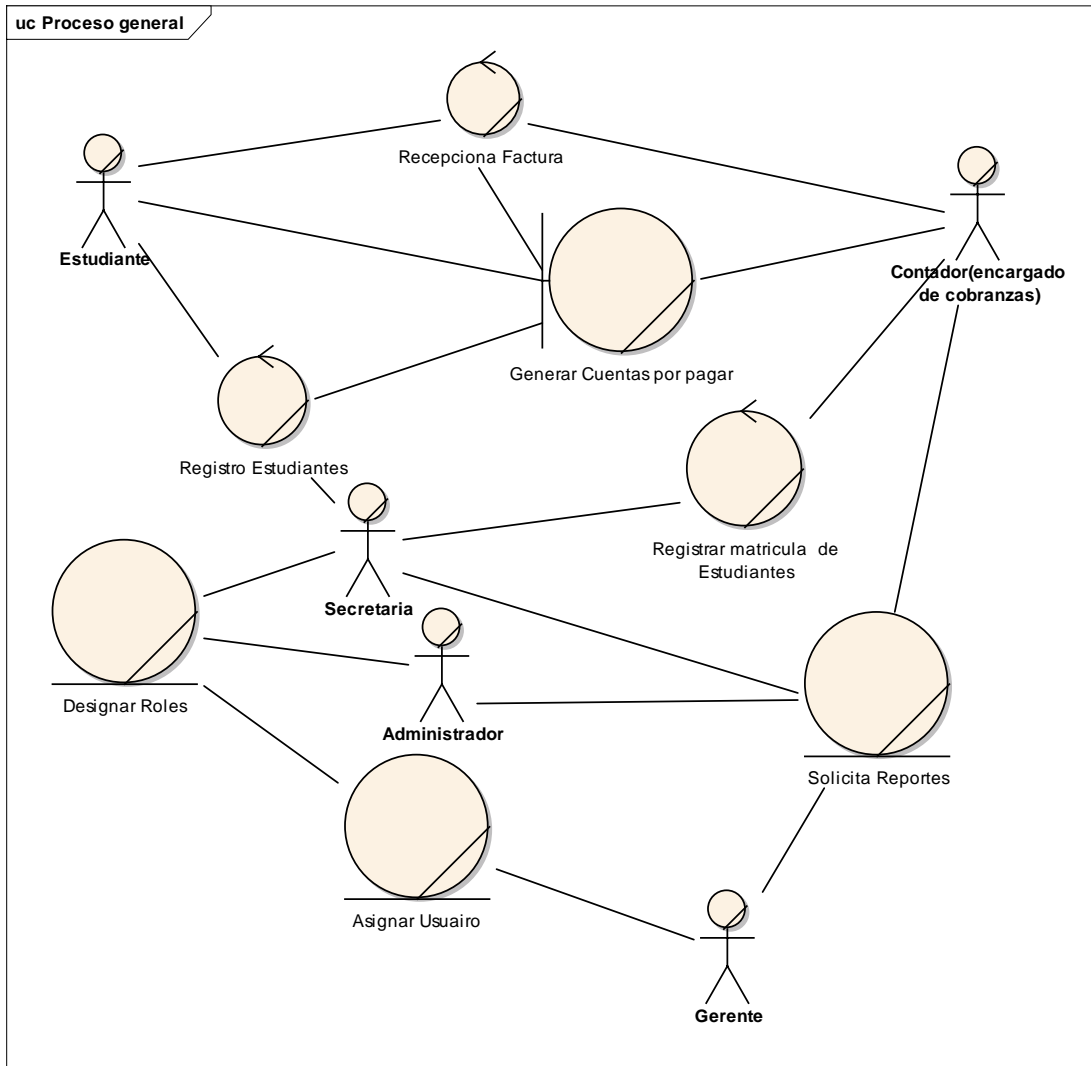 uc Proceso general
Recepciona Factura
Estudiante
Contador(encargado
de cobranzas)
Generar Cuentas por pagar
Registro Estudiantes
Registrar matricula de
Estudiantes
Secretaria
Designar Roles
Administrador
Solicita Reportes
Asignar Usuairo
Gerente